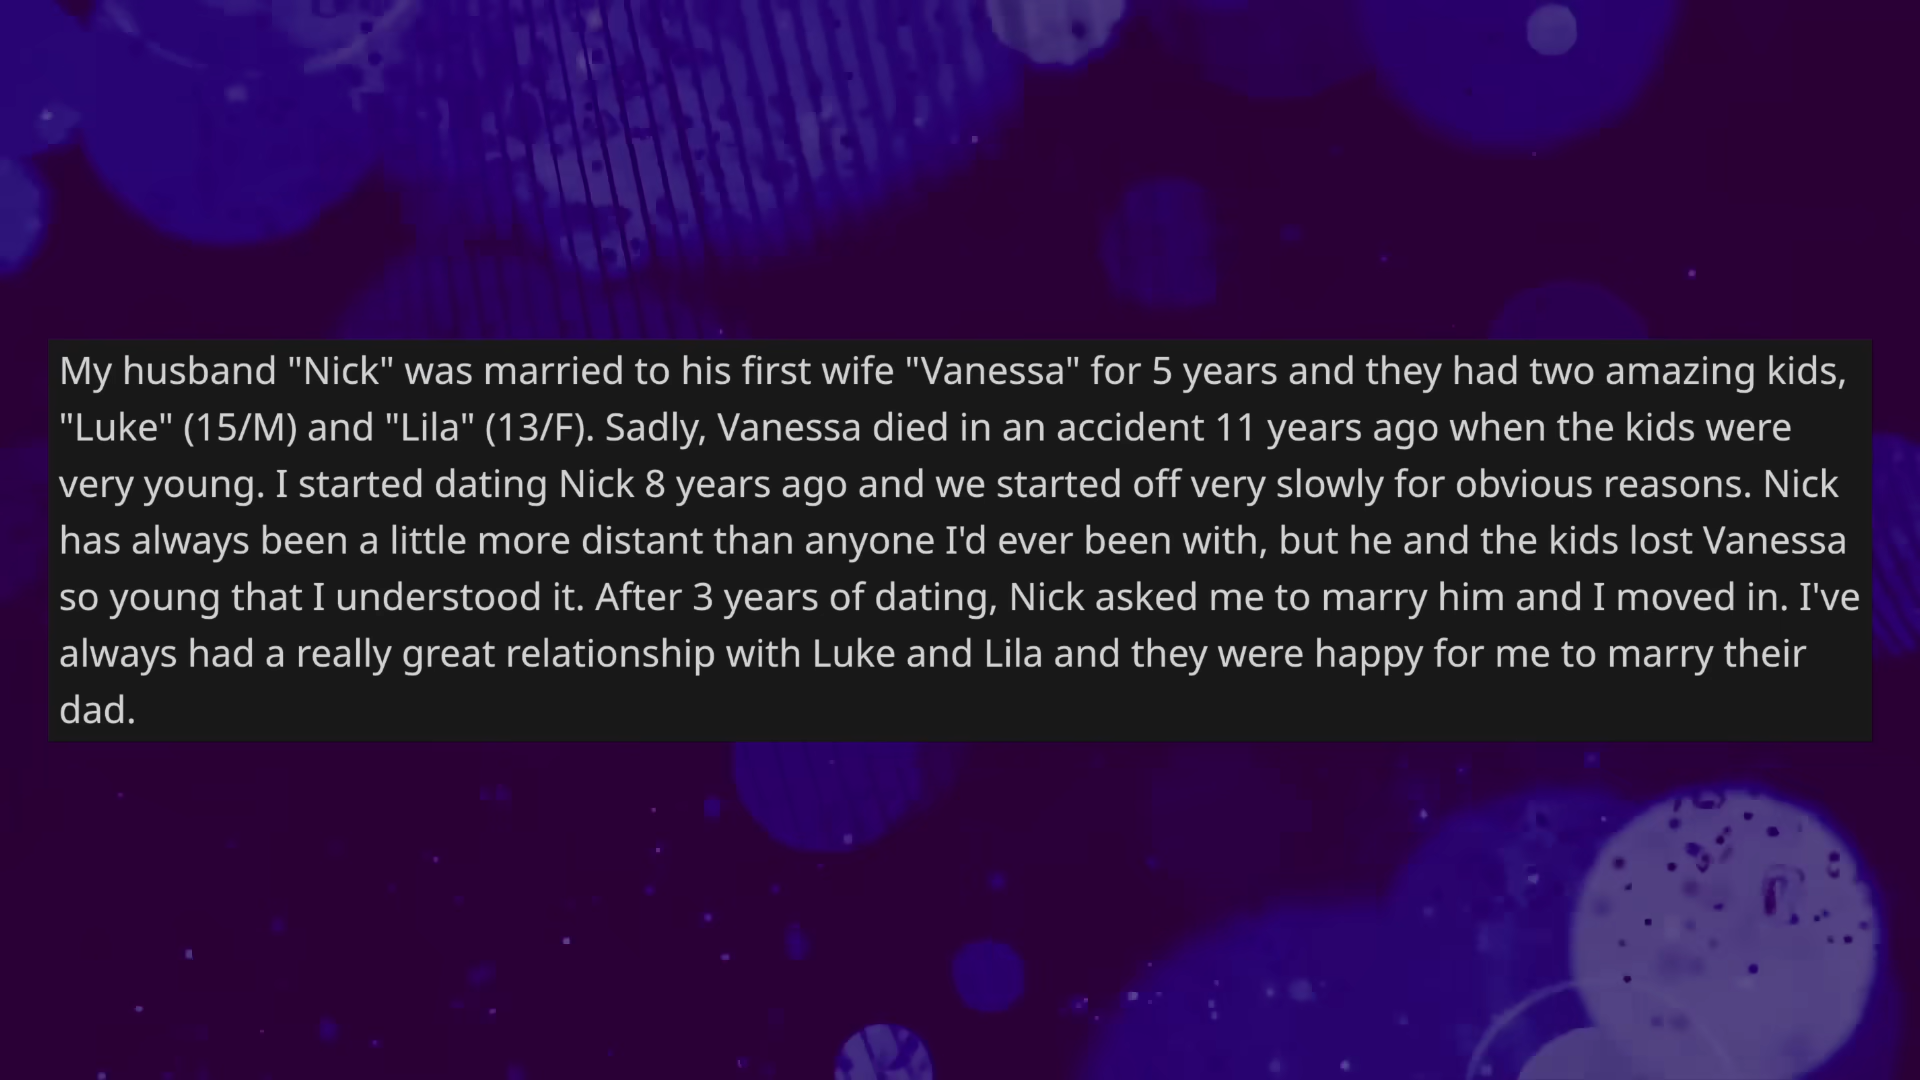 My husband "Nick" was married to his first wife "Vanessa" for 5 years and they had two amazing kids,
"Luke" (15/M) and "Lila" (13/F). Sadly, Vanessa died in an accident 11 years ago when the kids were
very young. I started dating Nick 8 years ago and we started off very slowly for obvious reasons. Nick
has always been a little more distant than anyone I'd ever been with, but he and the kids lost Vanessa
so young that I understood it. After 3 years of dating, Nick asked me to marry him and I moved in. I've
always had a really great relationship with Luke and Lila and they were happy for me to marry their
dad.